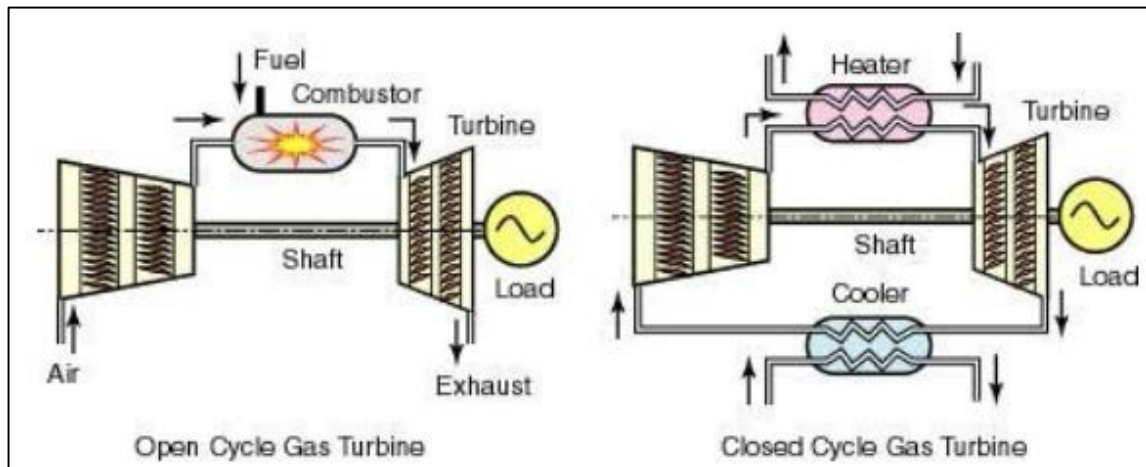 Fuel
Combustor
Turbine
Shaft
Load
Air
Exhaust
Open Cycle Gas Turbine
Heater
Turbine
Shaft
Load
Cooler
Closed Cycle Gas Turbine